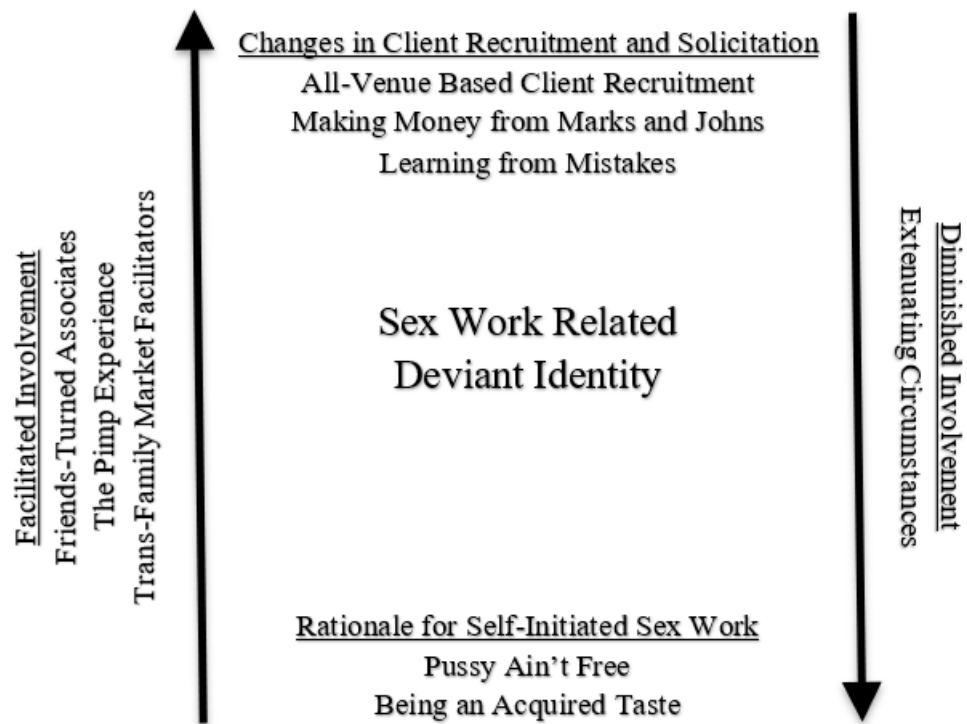 Changes in Client Recruitment and Solicitation
All-Venue Based Client Recruitment
Making Money from Marks and Johns
Learning from Mistakes
Facilitated Involvement
Friends-Turned Associates
The Pimp Experience
Trans-Family Market Facilitators
Sex Work Related
Deviant Identity
Diminished Involvement
Extenuating Circumstances
Rationale for Self-Initiated Sex Work
Pussy Ain’t Free
Being an Acquired Taste